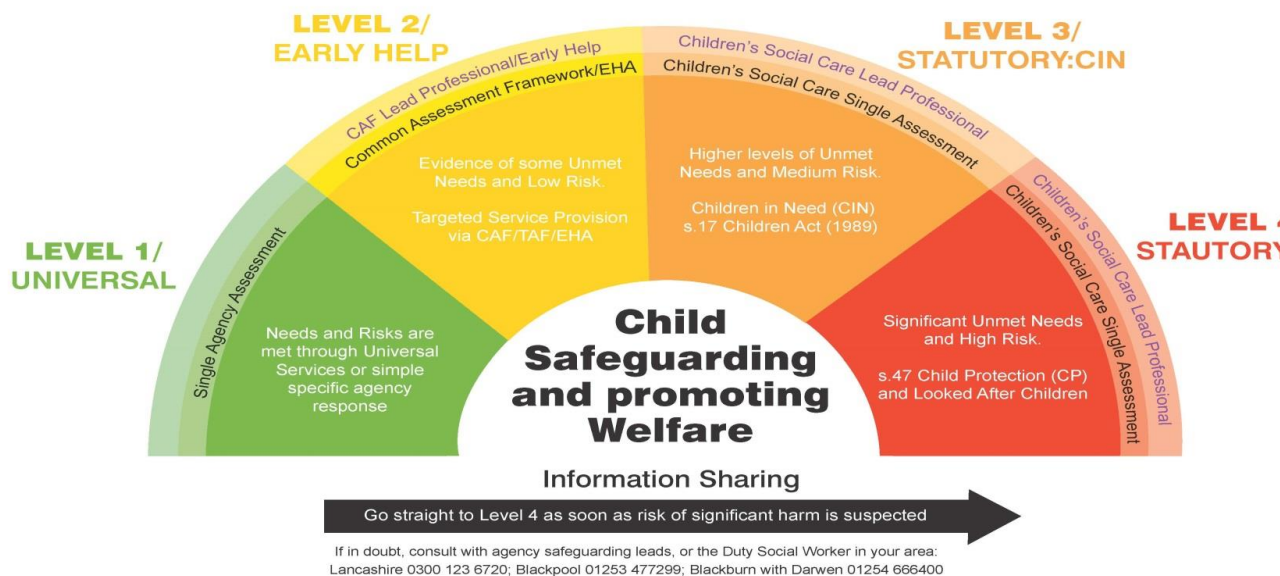 LEVEL 1/
UNIVERSAL
Single Agency Assessment
Needs and Risks are
met through Universal
Services or simple
specific agency
response
LEVEL 2/
EARLY HELP
CAF Lead Professional/Early Help
Common Assessment Framework/EHA
Evidence of some Unmet
Needs and Low Risk.
Targeted Service Provision
via CAF/TAF/EHA
LEVEL 3/
STATUTORY:CIN
Children's Social Care Lead Professional
Children's Social Care Single Assessment
Higher levels of Unmet
Needs and Medium Risk.
Children in Need (CIN)
s.17 Children Act (1989)
LEVEL 4
STAUTORY
Children's Social Care Lead Professional
Children's Social Care Single Assessment
Significant Unmet Needs
and High Risk.
s.47 Child Protection (CP)
and Looked After Children
Child
Safeguarding
and promoting
Welfare
Information Sharing
Go straight to Level 4 as soon as risk of significant harm is suspected
If in doubt, consult with agency safeguarding leads, or the Duty Social Worker in your area:
Lancashire 0300 123 6720; Blackpool 01253 477299; Blackburn with Darwen 01254 666400